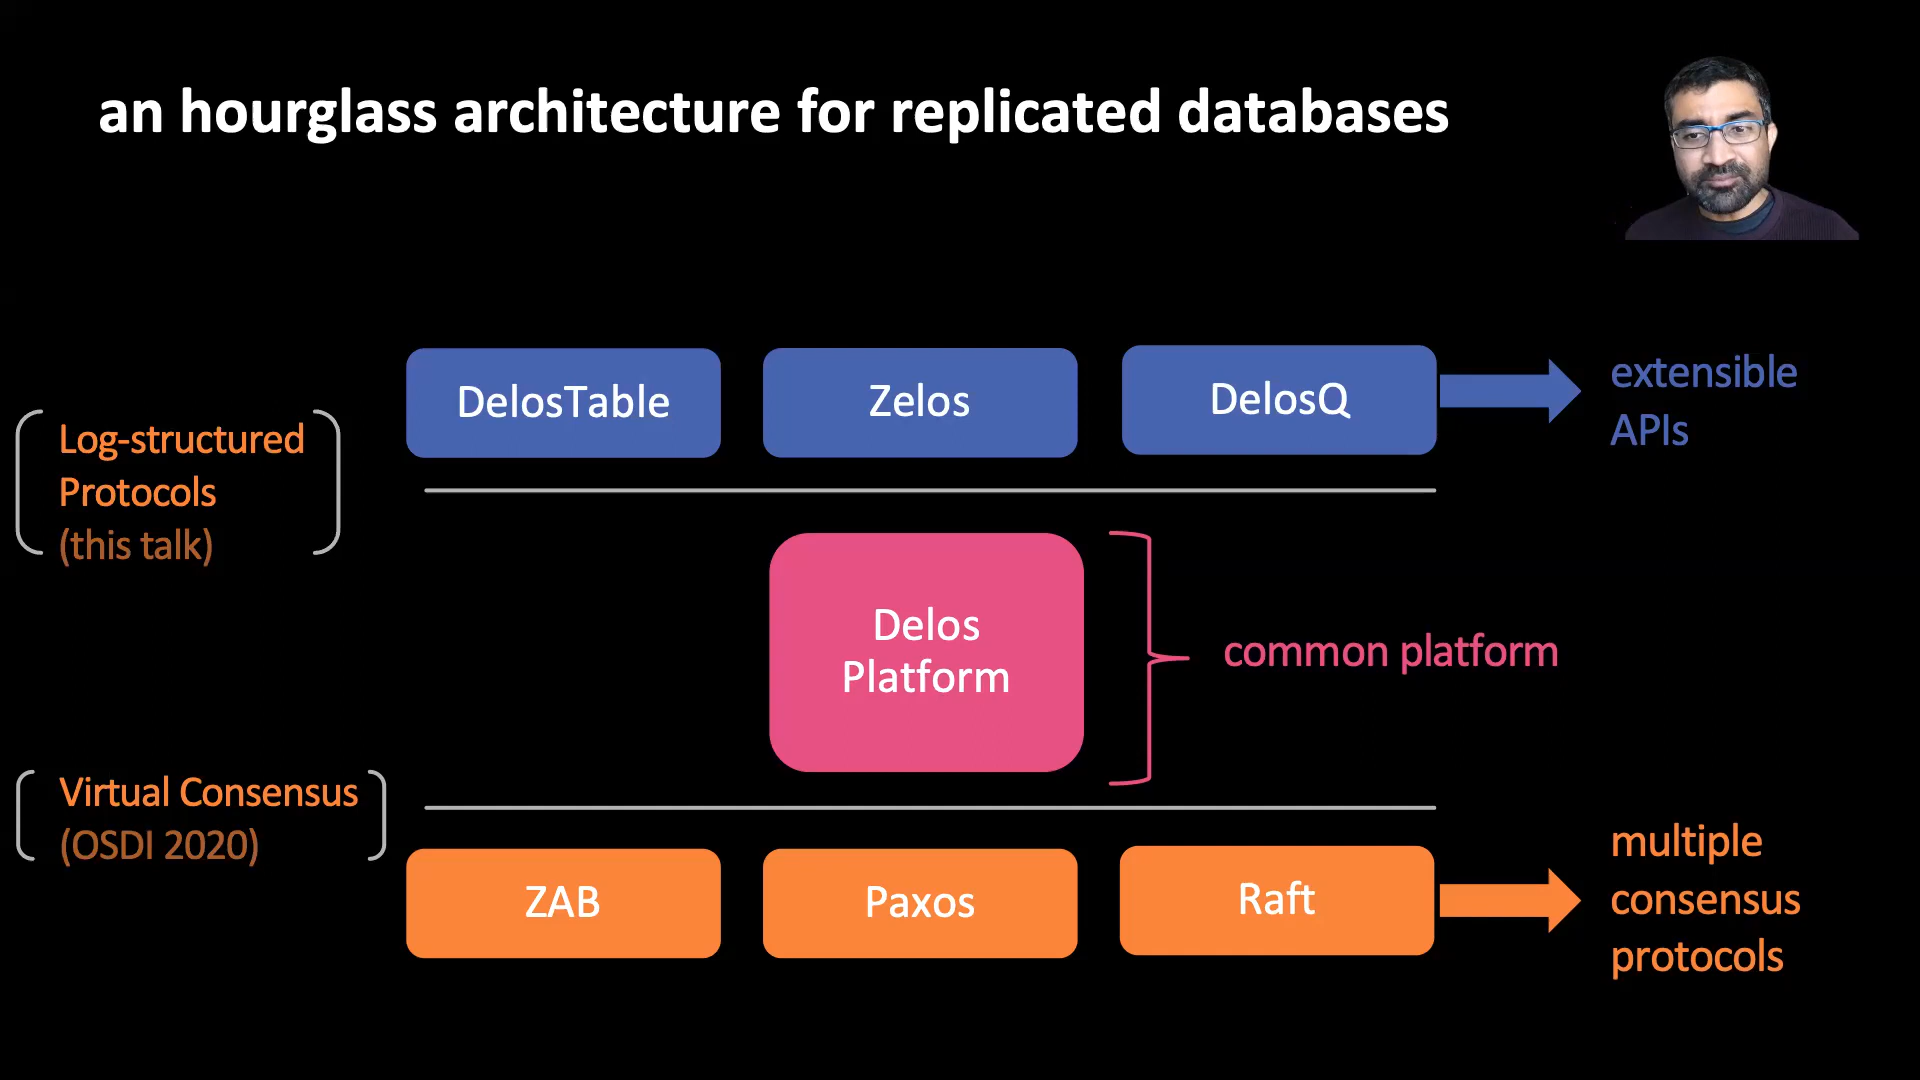 an hourglass architecture for replicated databases
DelosTable
Zelos
DelosQ
extensible
APIs
Log-structured
Protocols
(this talk)
Delos
Platform
common platform
Virtual Consensus
(OSDI 2020)
ZAB
Paxos
Raft
multiple
consensus
protocols